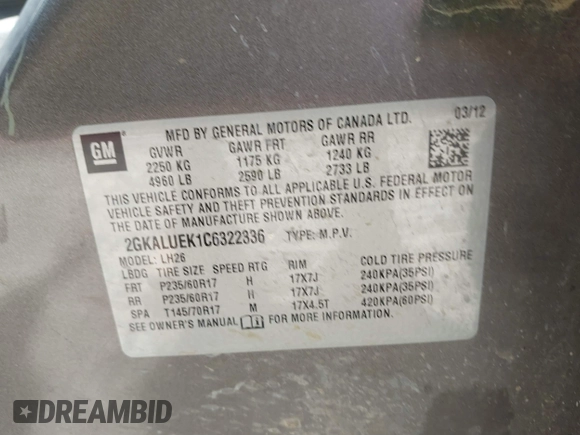 GM
MFD BY GENERAL MOTORS OF CANADA LTD. 03/12
GVWR GAWR FRT GAWR RR
2250 KG 1175 KG 1240 KG
4960 LB 2590 LB 2733 LB
THIS VEHICLE CONFORMS TO ALL APPLICABLE U.S. FEDERAL MOTOR
VEHICLE SAFETY AND THEFT PREVENTION STANDARDS IN EFFECT ON
THE DATE OF MANUFACTURE SHOWN ABOVE.
2GKALUEK1C6322336 TYPE: M.P.V.
MODEL: LH26
LBDG TIRE SIZE SPEED RTG RIM COLD TIRE PRESSURE
FRT P235/60R17 H 17X7J 240KPA(35PSI)
RR P235/60R17 H 17X7J 240KPA(35PSI)
SPA T145/70R17 M 17X4.5T 420KPA(60PSI)
SEE OWNER'S MANUAL FOR MORE INFORMATION.
DREAMBID